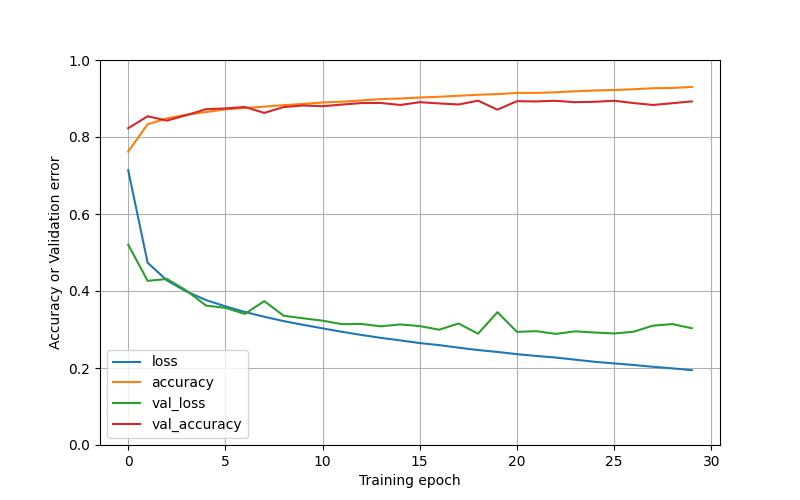 1.0
0.8
0.6
0.4
0.2
0.0
Accuracy or Validation error
loss
accuracy
val_loss
val_accuracy
0 5 10 15 20 25 30
Training epoch